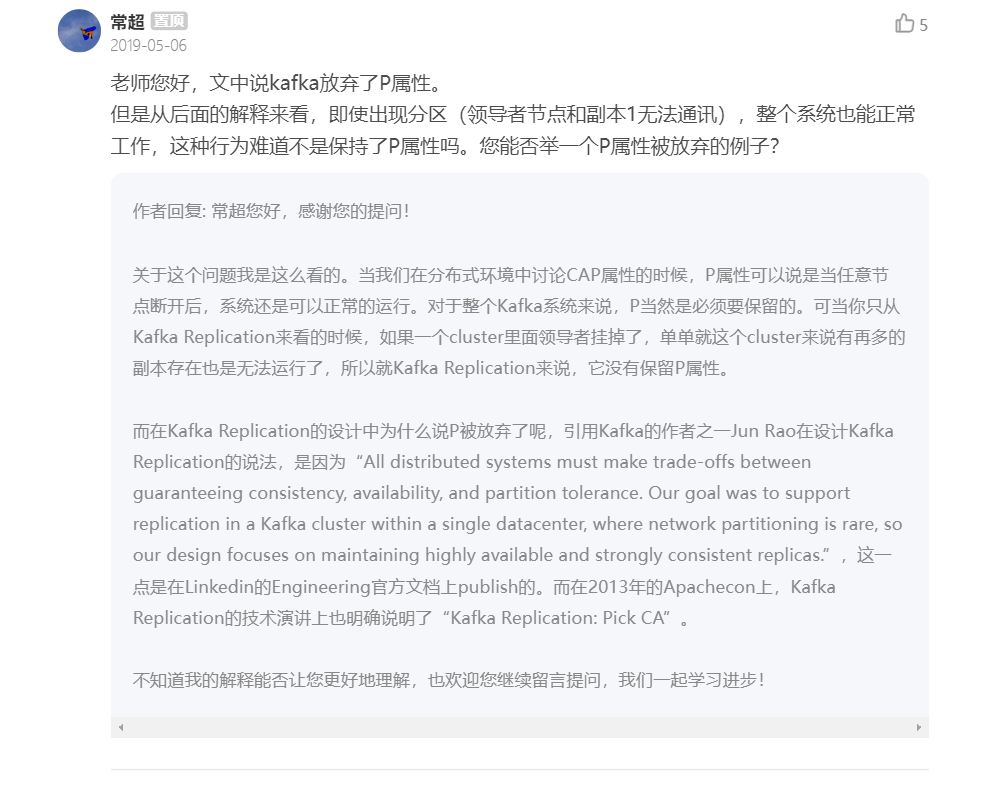 常超 置顶
2019-05-06
5
老师您好，文中说kafka放弃了P属性。
但是从后面的解释来看，即使出现分区（领导者节点和副本1无法通讯），整个系统也能正常
工作，这种行为难道不是保持了P属性吗。您能否举一个P属性被放弃的例子？
作者回复: 常超您好，感谢您的提问！
关于这个问题我是这么看的。当我们在分布式环境中讨论CAP属性的时候，P属性可以说是当任意节
点断开后，系统还是可以正常的运行。对于整个Kafka系统来说，P当然是必须要保留的。可当你只从
Kafka Replication来看的时候，如果一个cluster里面领导者挂掉了，单单就这个cluster来说有再多的
副本存在也是无法运行了，所以就Kafka Replication来说，它没有保留P属性。
而在Kafka Replication的设计中为什么说P被放弃了呢，引用Kafka的作者之一Jun Rao在设计Kafka
Replication的说法，是因为“All distributed systems must make trade-offs between
guaranteeing consistency, availability, and partition tolerance. Our goal was to support
replication in a Kafka cluster within a single datacenter, where network partitioning is rare, so
our design focuses on maintaining highly available and strongly consistent replicas.”，这一
点是在Linkedin的Engineering官方文档上publish的。而在2013年的Apachecon上，Kafka
Replication的技术演讲上也明确说明了“Kafka Replication: Pick CA”。
不知道我的解释能否让您更好地理解，也欢迎您继续留言提问，我们一起学习进步！